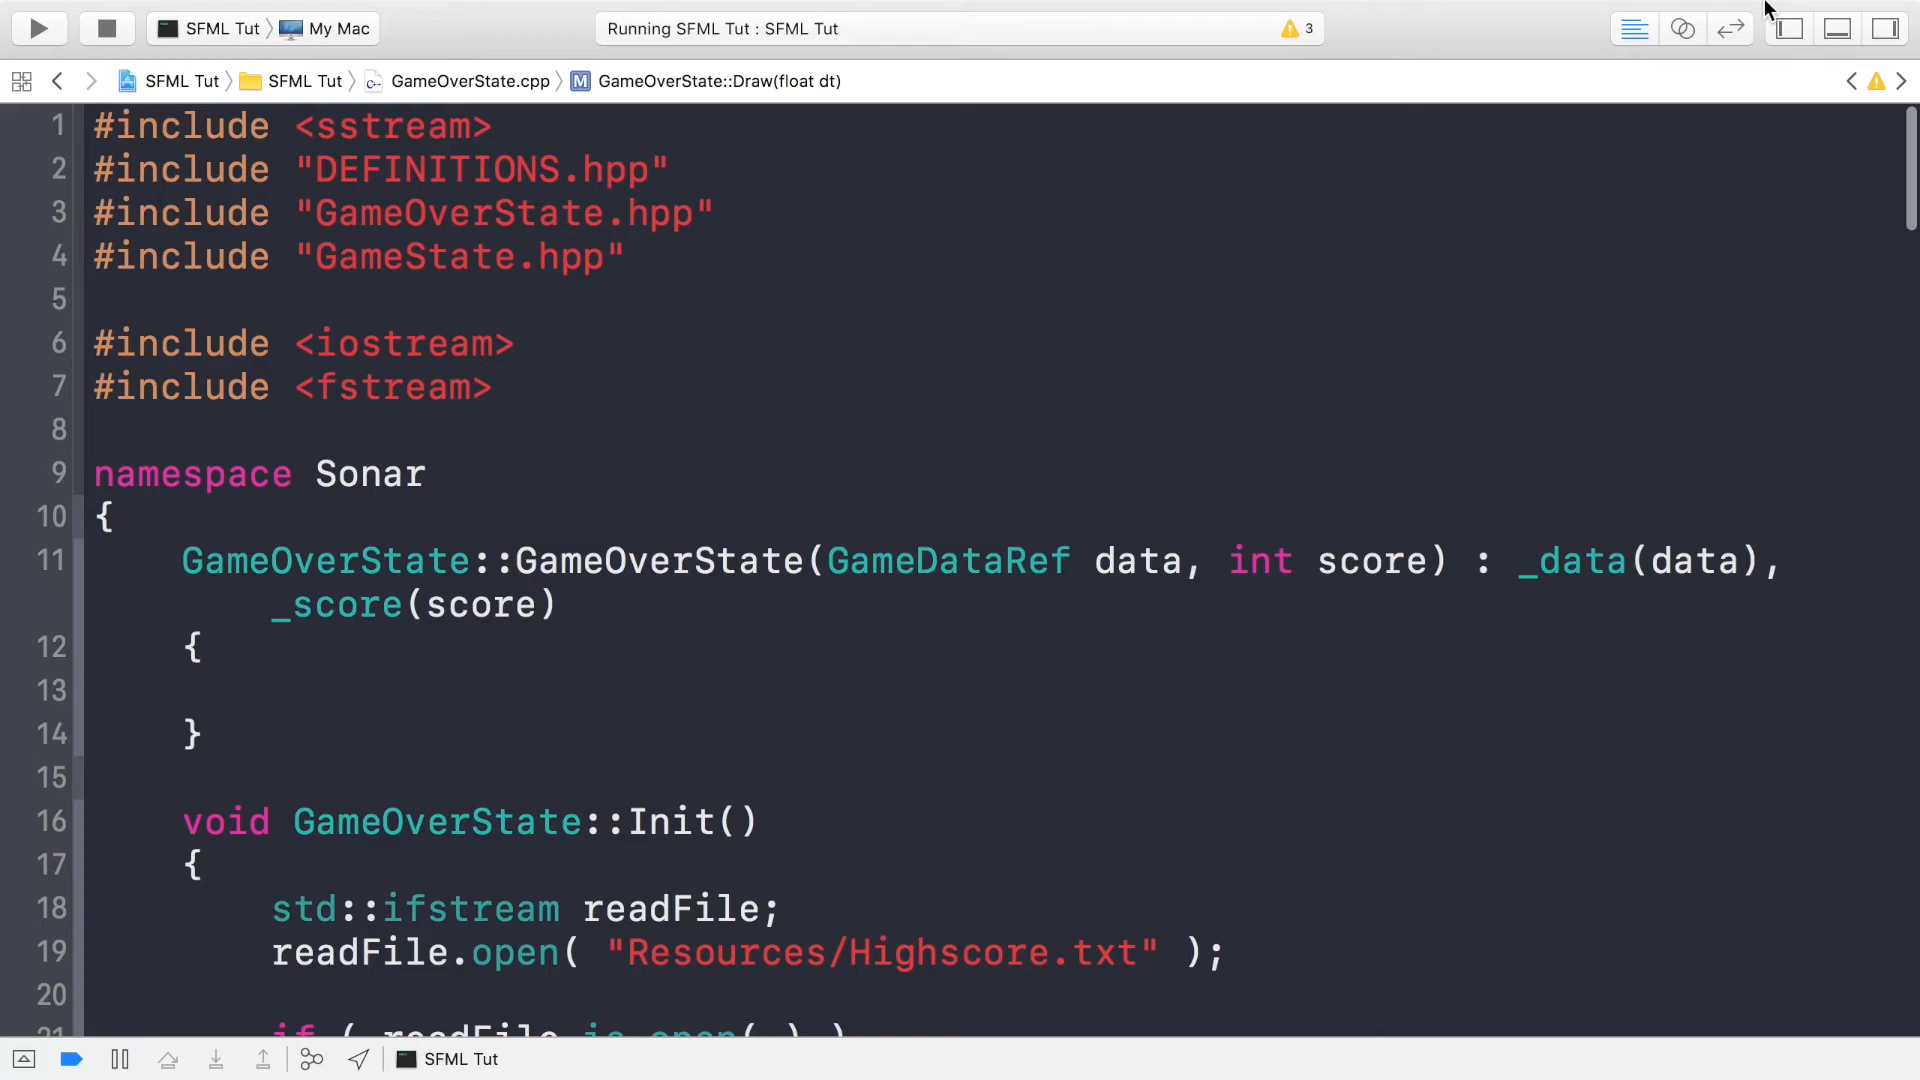 SFML Tut My Mac Running SFML Tut : SFML Tut 3
SFML Tut SFML Tut GameOverState.cpp M GameOverState::Draw(float dt)
1 #include <sstream>
2 #include "DEFINITIONS.hpp"
3 #include "GameOverState.hpp"
4 #include "GameState.hpp"
5
6 #include <iostream>
7 #include <fstream>
8
9 namespace Sonar
10 {
11 GameOverState::GameOverState(GameDataRef data, int score) : _data(data),
_score(score)
12 {
13
14 }
15
16 void GameOverState::Init()
17 {
18 std::ifstream readFile;
19 readFile.open( "Resources/Highscore.txt" );
20
21 if ( readFile.is_open( ) )
SFML Tut